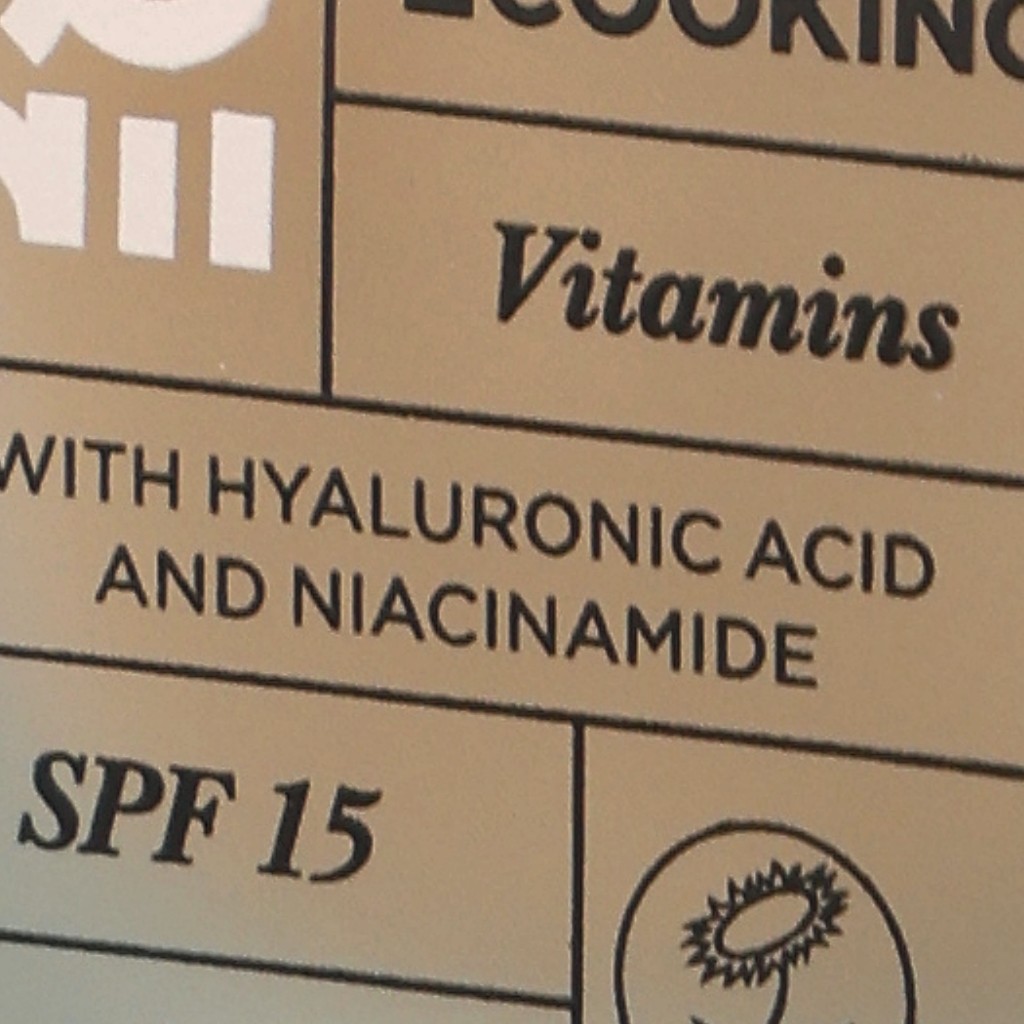 Vitamins
WITH HYALURONIC ACID
AND NIACINAMIDE
SPF 15